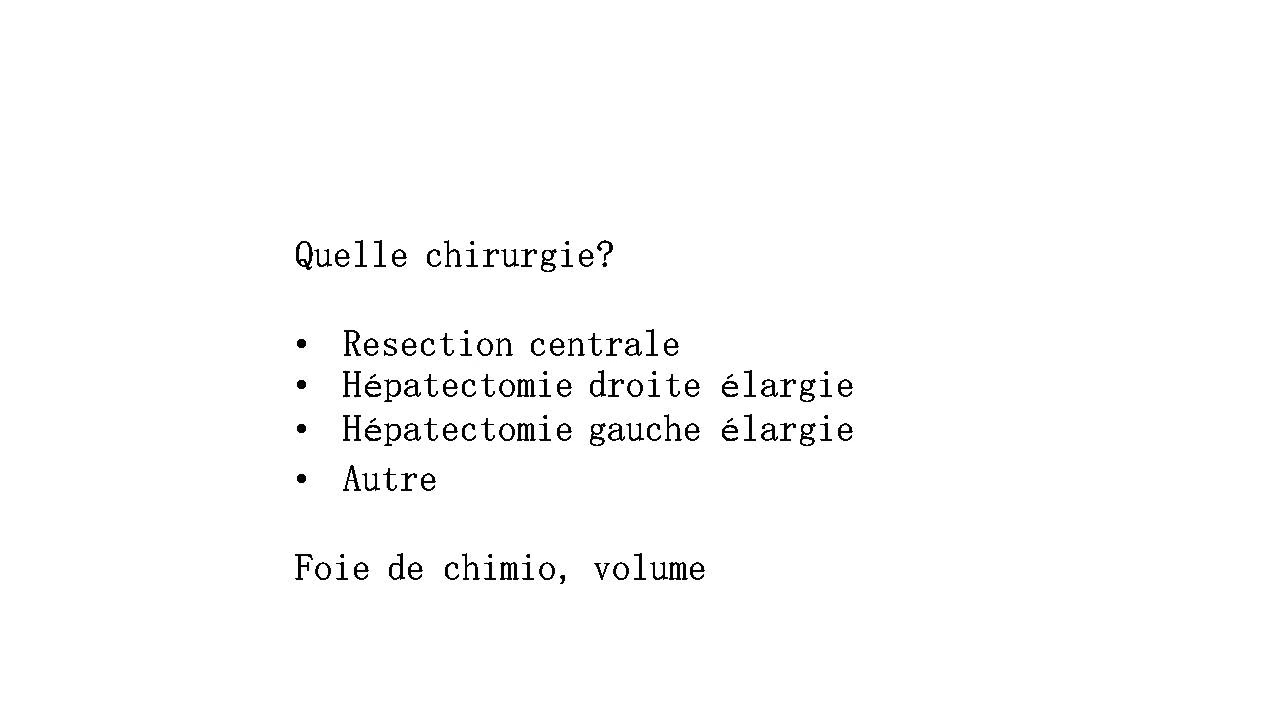 Quelle chirurgie?
• Resection centrale
• Hépatectomie droite élargie
• Hépatectomie gauche élargie
• Autre
Foie de chimio, volume